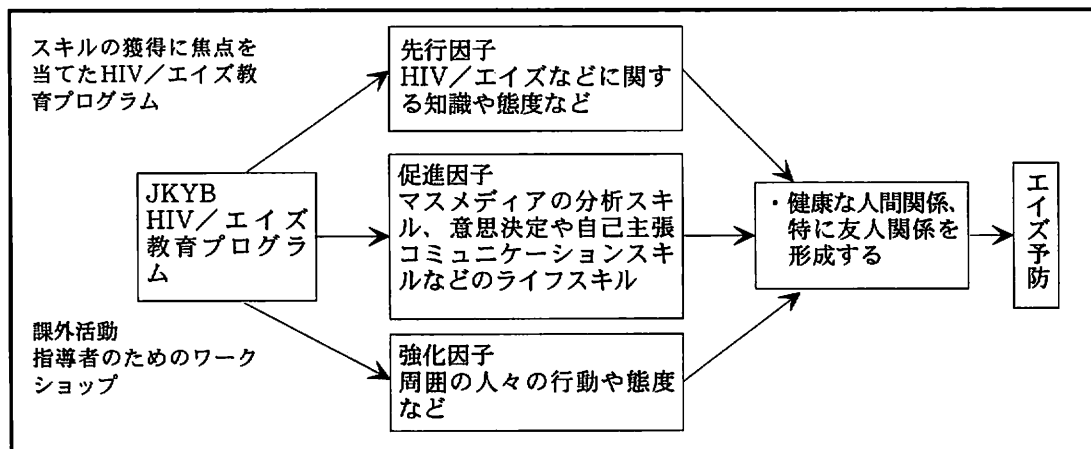 スキルの獲得に焦点を
当てたHIV／エイズ教
育プログラム
先行因子
HIV／エイズなどに関す
る知識や態度など
JKYB
HIV／エイズ
教育プログラ
ム
促進因子
マスメディアの分析スキ
ル、意思決定や自己主張
コミュニケーションスキ
ルなどのライフスキル
・健康な人間関係、
特に友人関係を
形成する
エイズ予防
課外活動
指導者のためのワーク
ショップ
強化因子
周囲の人々の行動や態度
など